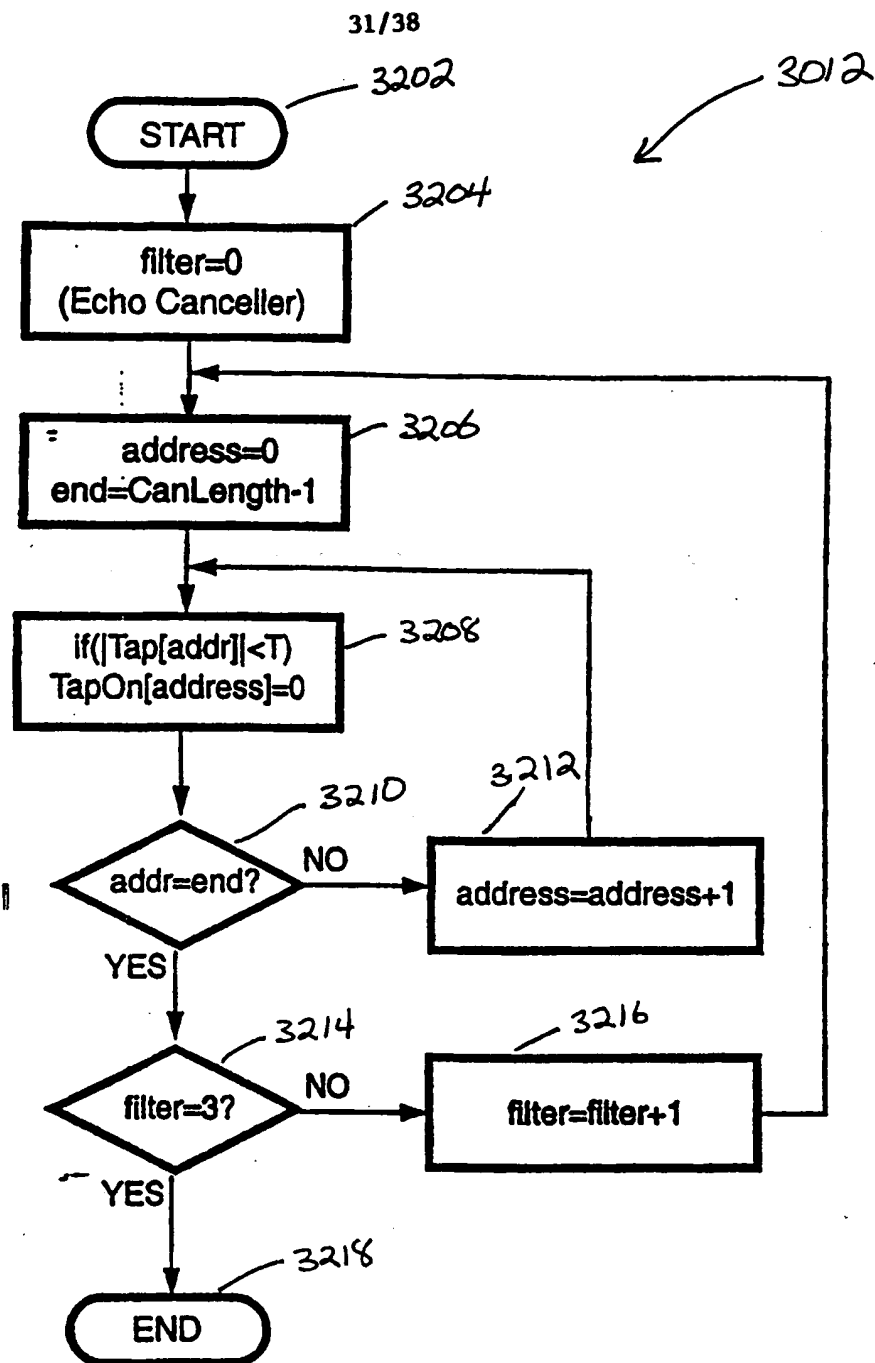 31/38
3202
3012
START
3204
filter=0
(Echo Canceller)
3206
address=0
end=CanLength-1
3208
if(|Tap[addr]|<T)
TapOn[address]=0
3210
3212
addr=end?
NO
address=address+1
YES
3214
3216
filter=3?
NO
filter=filter+1
YES
3218
END